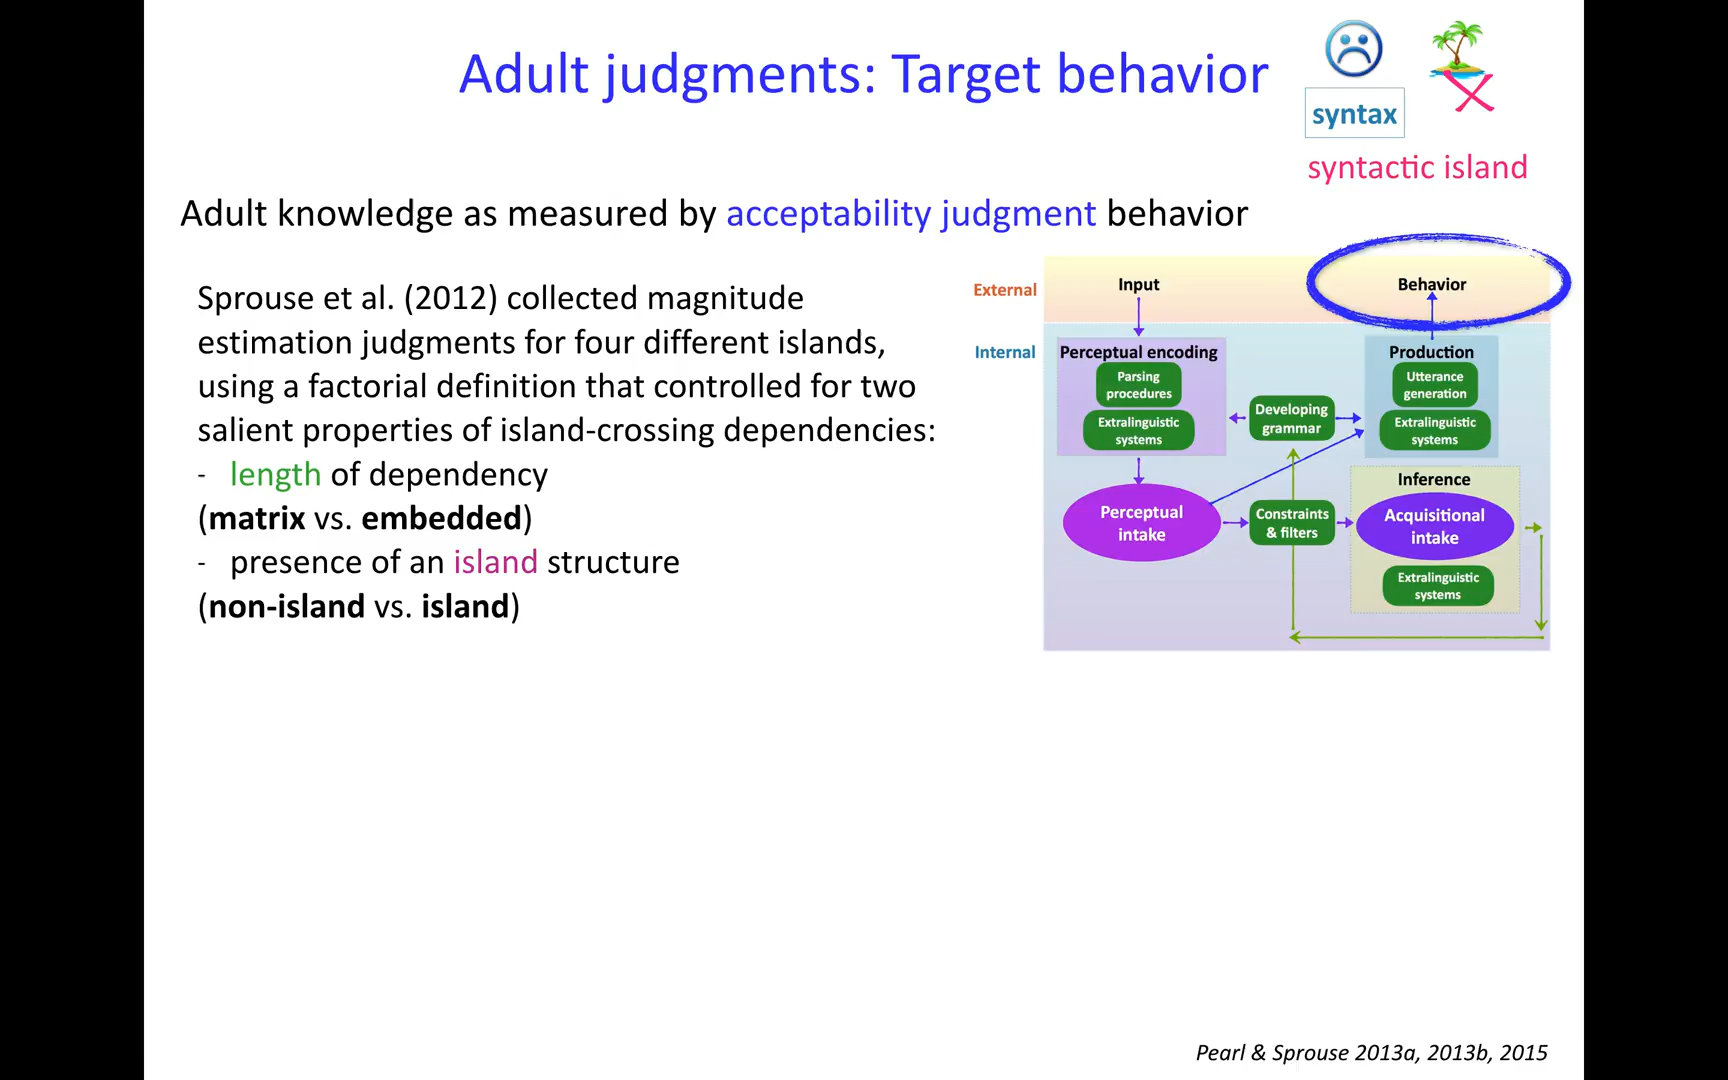 Adult judgments: Target behavior
syntax
syntactic island
Adult knowledge as measured by acceptability judgment behavior
Sprouse et al. (2012) collected magnitude
estimation judgments for four different islands,
using a factorial definition that controlled for two
salient properties of island-crossing dependencies:
- length of dependency
(matrix vs. embedded)
- presence of an island structure
(non-island vs. island)
External
Input
Behavior
Internal
Perceptual encoding
Parsing
procedures
Extralinguistic
systems
Developing
grammar
Production
Utterance
generation
Extralinguistic
systems
Perceptual
intake
Constraints
& filters
Inference
Acquisitional
intake
Extralinguistic
systems
Pearl & Sprouse 2013a, 2013b, 2015